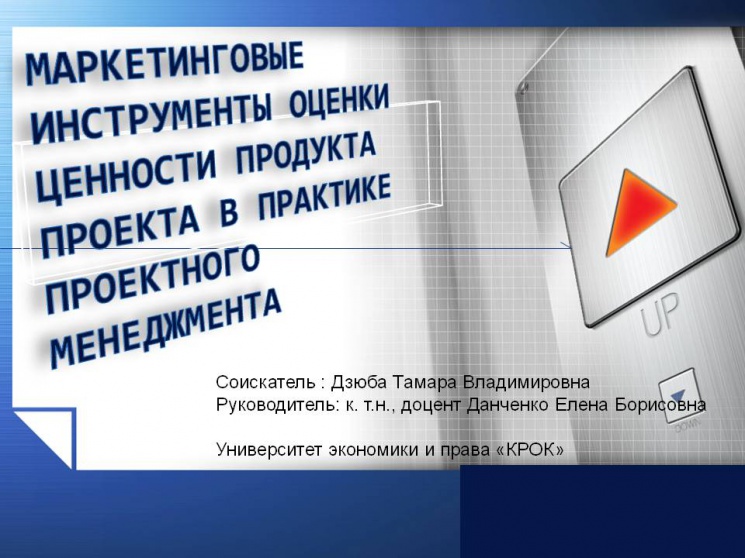 МАРКЕТИНГОВЫЕ
ИНСТРУМЕНТЫ ОЦЕНКИ
ЦЕННОСТИ ПРОДУКТА
ПРОЕКТА В ПРАКТИКЕ
ПРОЕКТНОГО
МЕНЕДЖМЕНТА
UP
Соискатель : Дзюба Тамара Владимировна
Руководитель: к. т.н., доцент Данченко Елена Борисовна
DOWN
Университет экономики и права «КРОК»